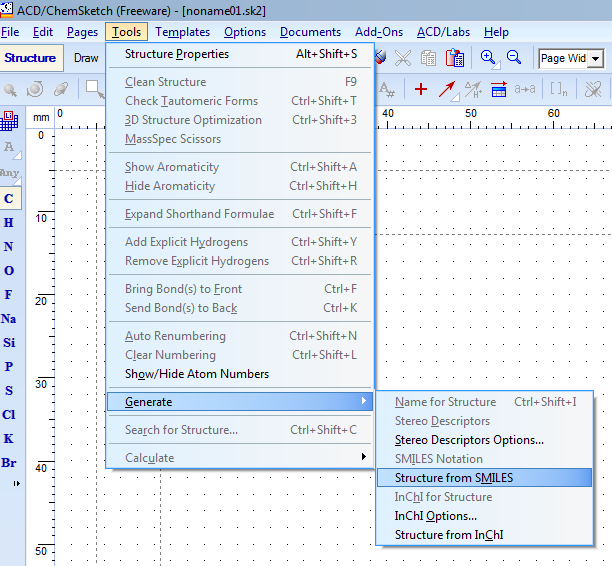 ACD/ChemSketch (Freeware) - [noname01.sk2]
File Edit Pages Tools Templates Options Documents Add-Ons ACD/Labs Help
Structure Draw Page Wid
mm 0 40 50 60
0
10
20
30
40
50
A
Any
C
H
N
O
F
Na
Si
P
S
Cl
K
Br
Structure Properties Alt+Shift+S
Clean Structure F9
Check Tautomeric Forms Ctrl+Shift+T
3D Structure Optimization Ctrl+Shift+3
MassSpec Scissors
Show Aromaticity Ctrl+Shift+A
Hide Aromaticity Ctrl+Shift+H
Expand Shorthand Formulae Ctrl+Shift+F
Add Explicit Hydrogens Ctrl+Shift+Y
Remove Explicit Hydrogens Ctrl+Shift+R
Bring Bond(s) to Front Ctrl+F
Send Bond(s) to Back Ctrl+K
Auto Renumbering Ctrl+Shift+N
Clear Numbering Ctrl+Shift+L
Show/Hide Atom Numbers
Generate
Search for Structure... Ctrl+Shift+C
Calculate
Name for Structure Ctrl+Shift+I
Stereo Descriptors
Stereo Descriptors Options...
SMILES Notation
Structure from SMILES
InChI for Structure
InChI Options...
Structure from InChI